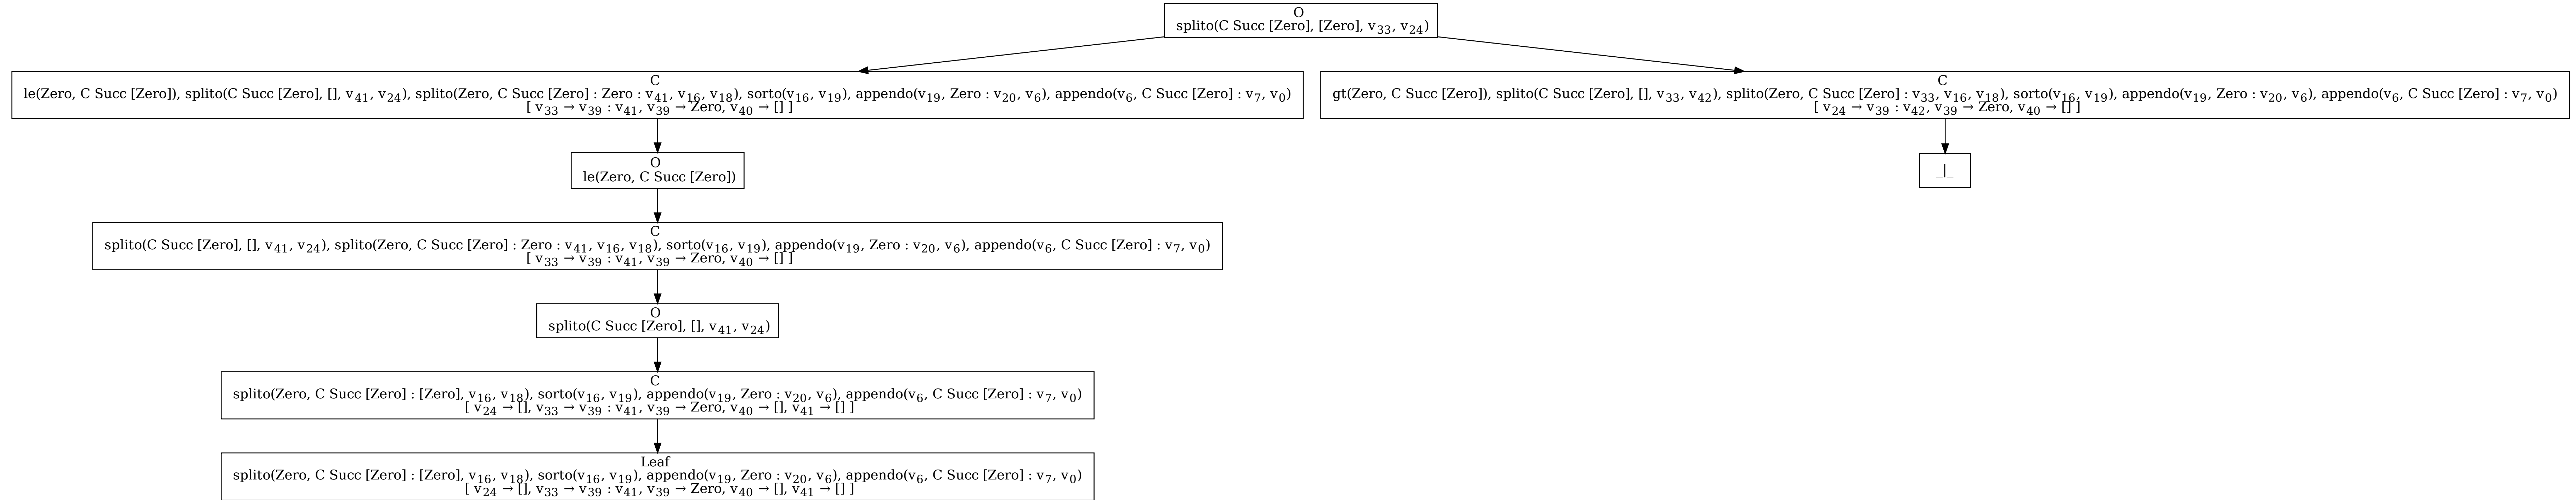 O
splito(C Succ [Zero], [Zero], v33, v24)
C
le(Zero, C Succ [Zero]), splito(C Succ [Zero], [], v41, v24), splito(Zero, C Succ [Zero] : Zero : v41, v16, v18), sorto(v16, v19), appendo(v19, Zero : v20, v6), appendo(v6, C Succ [Zero] : v7, v0)
[ v33 → v39 : v41, v39 → Zero, v40 → [] ]
C
gt(Zero, C Succ [Zero]), splito(C Succ [Zero], [], v33, v42), splito(Zero, C Succ [Zero] : v33, v16, v18), sorto(v16, v19), appendo(v19, Zero : v20, v6), appendo(v6, C Succ [Zero] : v7, v0)
[ v24 → v39 : v42, v39 → Zero, v40 → [] ]
O
le(Zero, C Succ [Zero])
_|_
C
splito(C Succ [Zero], [], v41, v24), splito(Zero, C Succ [Zero] : Zero : v41, v16, v18), sorto(v16, v19), appendo(v19, Zero : v20, v6), appendo(v6, C Succ [Zero] : v7, v0)
[ v33 → v39 : v41, v39 → Zero, v40 → [] ]
O
splito(C Succ [Zero], [], v41, v24)
C
splito(Zero, C Succ [Zero] : [Zero], v16, v18), sorto(v16, v19), appendo(v19, Zero : v20, v6), appendo(v6, C Succ [Zero] : v7, v0)
[ v24 → [], v33 → v39 : v41, v39 → Zero, v40 → [], v41 → [] ]
Leaf
splito(Zero, C Succ [Zero] : [Zero], v16, v18), sorto(v16, v19), appendo(v19, Zero : v20, v6), appendo(v6, C Succ [Zero] : v7, v0)
[ v24 → [], v33 → v39 : v41, v39 → Zero, v40 → [], v41 → [] ]